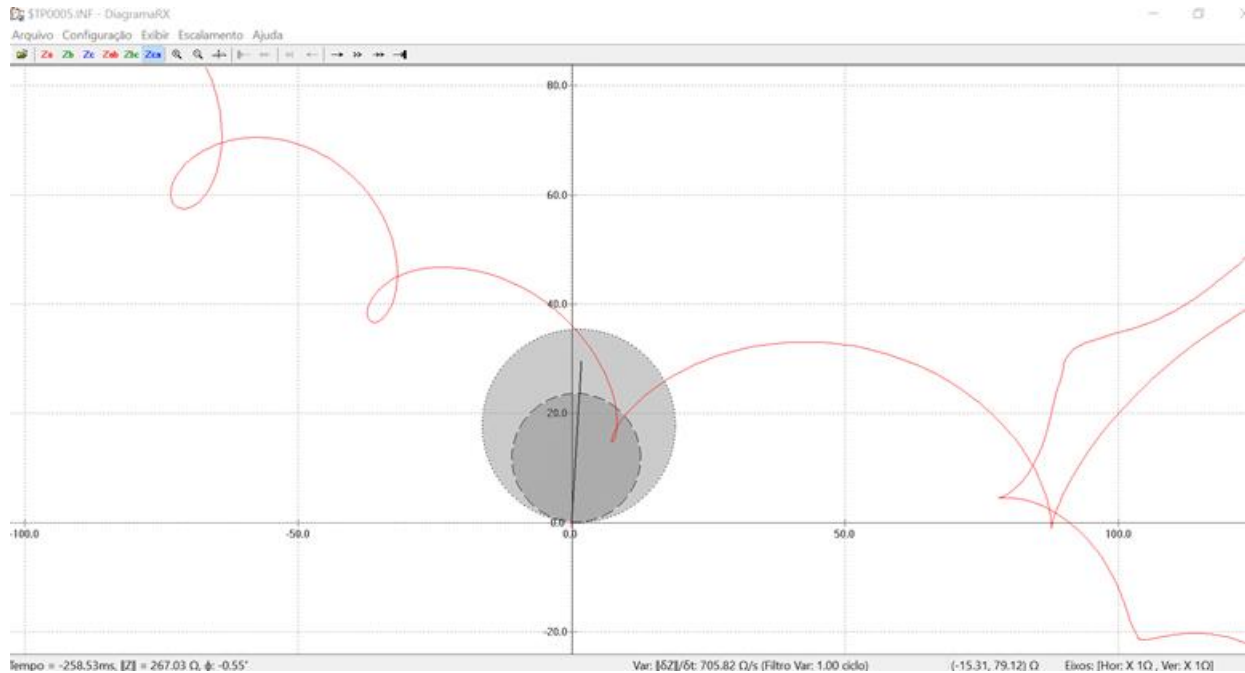 $TP0005.INF - DiagramaRX
Arquivo Configuração Exibir Escalamento Ajuda
Za Zb Zc Zab Zbc Zca
80.0
60.0
40.0
20.0
0.0
-100.0 -50.0 0.0 50.0 100.0
-20.0
Tempo = -258.53ms, ‖Z‖ = 267.03 Ω, ϕ: -0.55° Var: ‖δZ‖/δt: 705.82 Ω/s (Filtro Var: 1.00 ciclo) (-15.31, 79.12) Ω Eixos: [Hor: X 1Ω , Ver: X 1Ω]